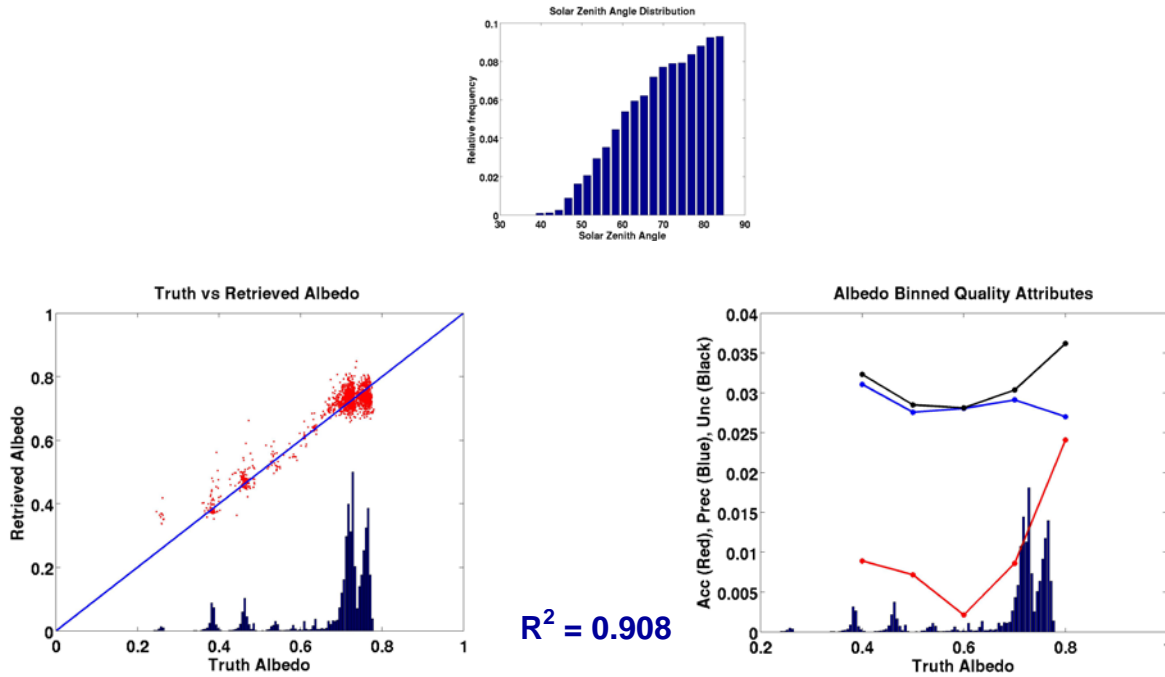 Solar Zenith Angle Distribution
0.1
0.08
0.06
0.04
0.02
0
Relative frequency
30 40 50 60 70 80 90
Solar Zenith Angle
Truth vs Retrieved Albedo
1
0.8
0.6
0.4
0.2
0
Retrieved Albedo
0 0.2 0.4 0.6 0.8 1
Truth Albedo
R² = 0.908
Albedo Binned Quality Attributes
0.04
0.035
0.03
0.025
0.02
0.015
0.01
0.005
0
Acc (Red), Prec (Blue), Unc (Black)
0.2 0.4 0.6 0.8 1
Truth Albedo